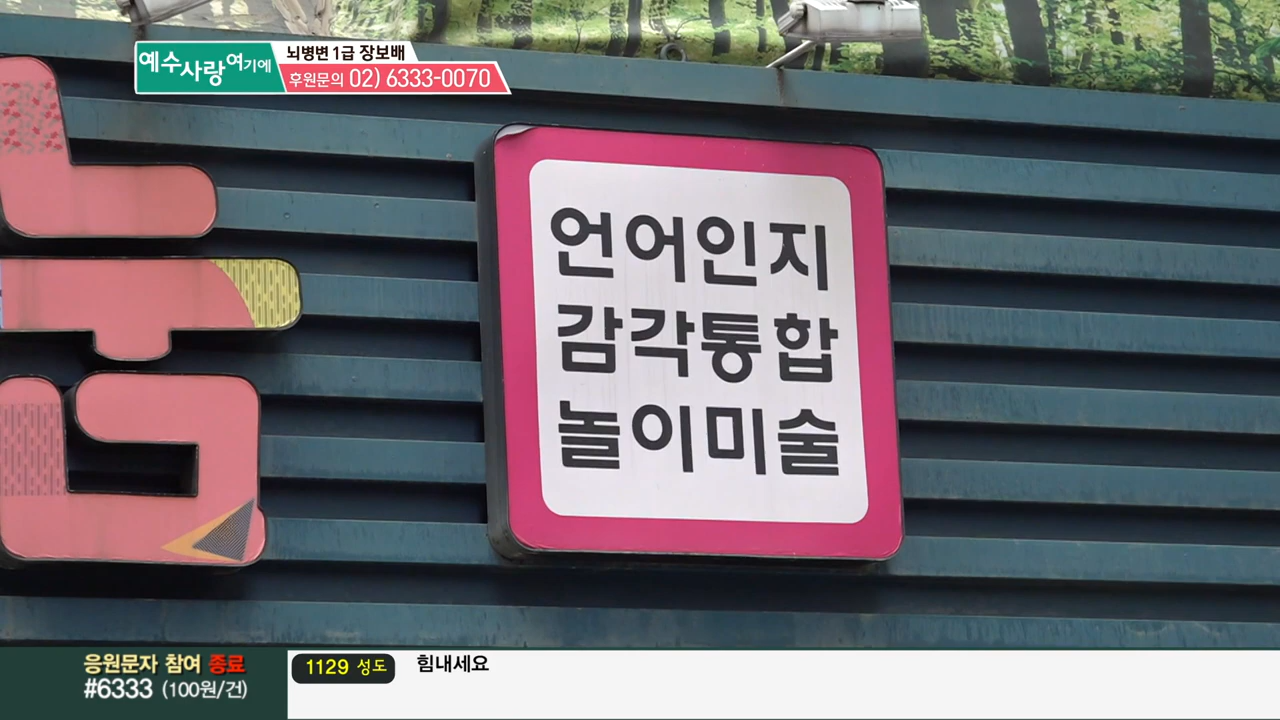 예수사랑여기에
뇌병변 1급 장보배
후원문의 02) 6333-0070
언어인지
감각통합
놀이미술
늡
응원문자 참여 종료
#6333 (100원/건)
1129 성도
힘내세요